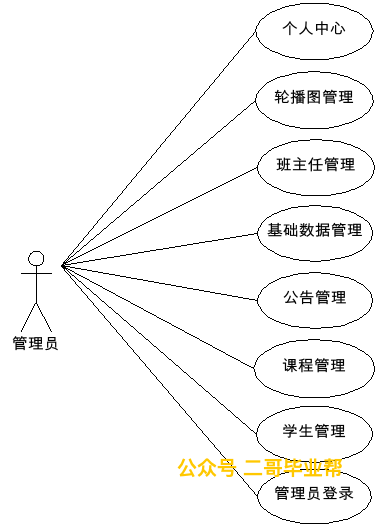 个人中心
轮播图管理
班主任管理
基础数据管理
公告管理
管理员
课程管理
学生管理
公众号 二哥毕业帮
管理员登录